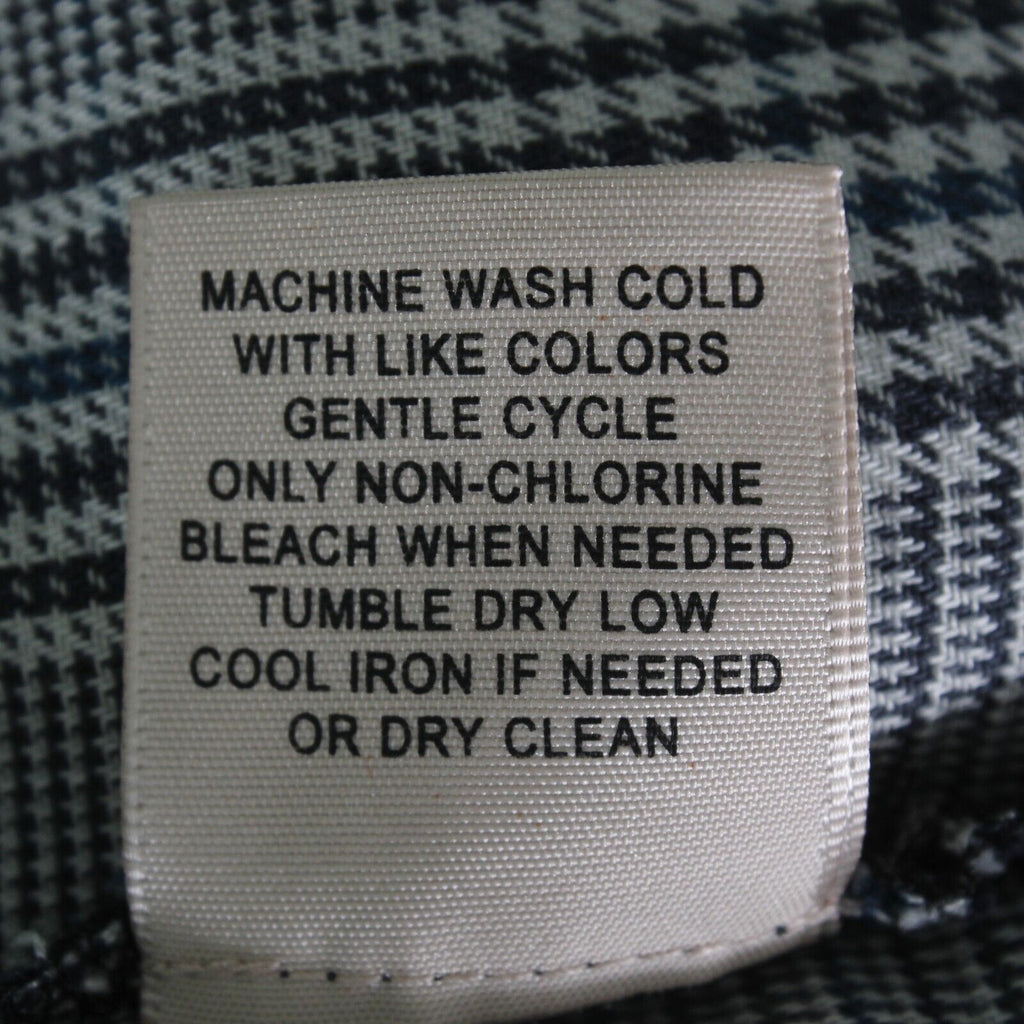 MACHINE WASH COLD
WITH LIKE COLORS
GENTLE CYCLE
ONLY NON-CHLORINE
BLEACH WHEN NEEDED
TUMBLE DRY LOW
COOL IRON IF NEEDED
OR DRY CLEAN